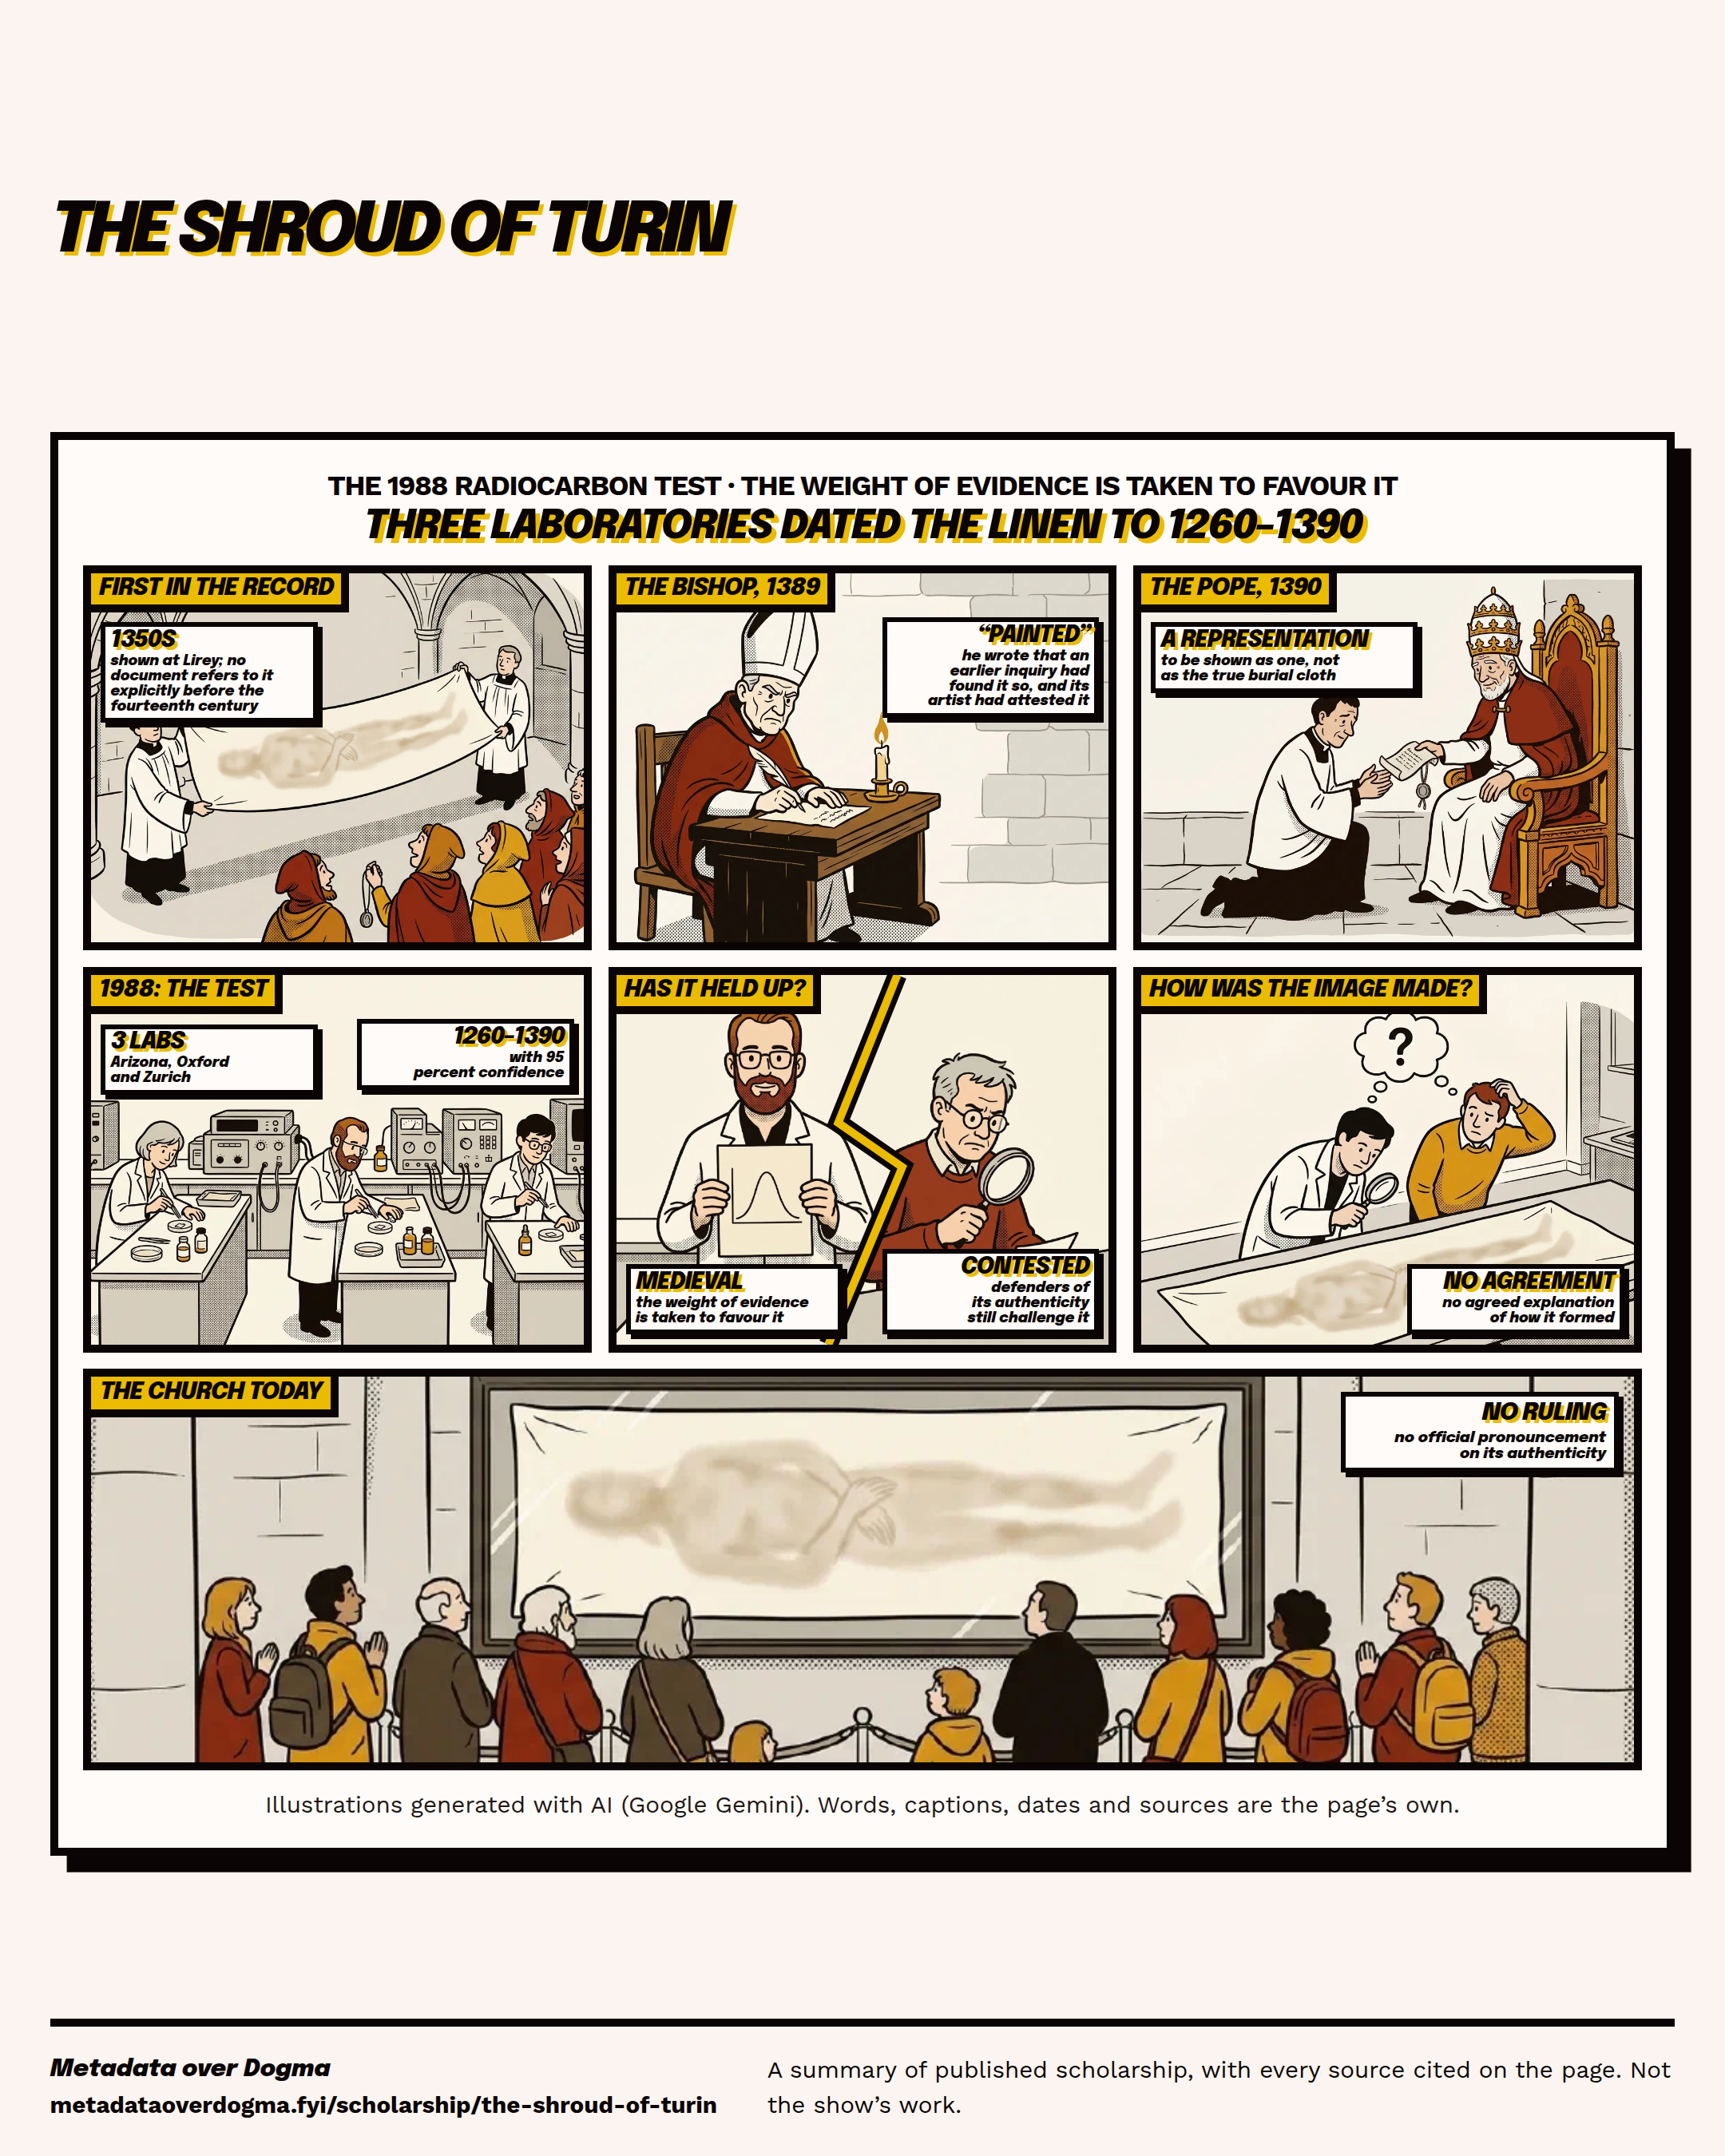 THE SHROUD OF TURIN
THE 1988 RADIOCARBON TEST · THE WEIGHT OF EVIDENCE IS TAKEN TO FAVOUR IT
THREE LABORATORIES DATED THE LINEN TO 1260–1390
FIRST IN THE RECORD
1350S
shown at Lirey; no
document refers to it
explicitly before the
fourteenth century
THE BISHOP, 1389
“PAINTED”
he wrote that an
earlier inquiry had
found it so, and its
artist had attested it
THE POPE, 1390
A REPRESENTATION
to be shown as one, not
as the true burial cloth
1988: THE TEST
3 LABS
Arizona, Oxford
and Zurich
1260–1390
with 95
percent confidence
HAS IT HELD UP?
MEDIEVAL
the weight of evidence
is taken to favour it
CONTESTED
defenders of
its authenticity
still challenge it
HOW WAS THE IMAGE MADE?
?
NO AGREEMENT
no agreed explanation
of how it formed
THE CHURCH TODAY
NO RULING
no official pronouncement
on its authenticity
Illustrations generated with AI (Google Gemini). Words, captions, dates and sources are the page’s own.
Metadata over Dogma
metadataoverdogma.fyi/scholarship/the-shroud-of-turin
A summary of published scholarship, with every source cited on the page. Not
the show’s work.